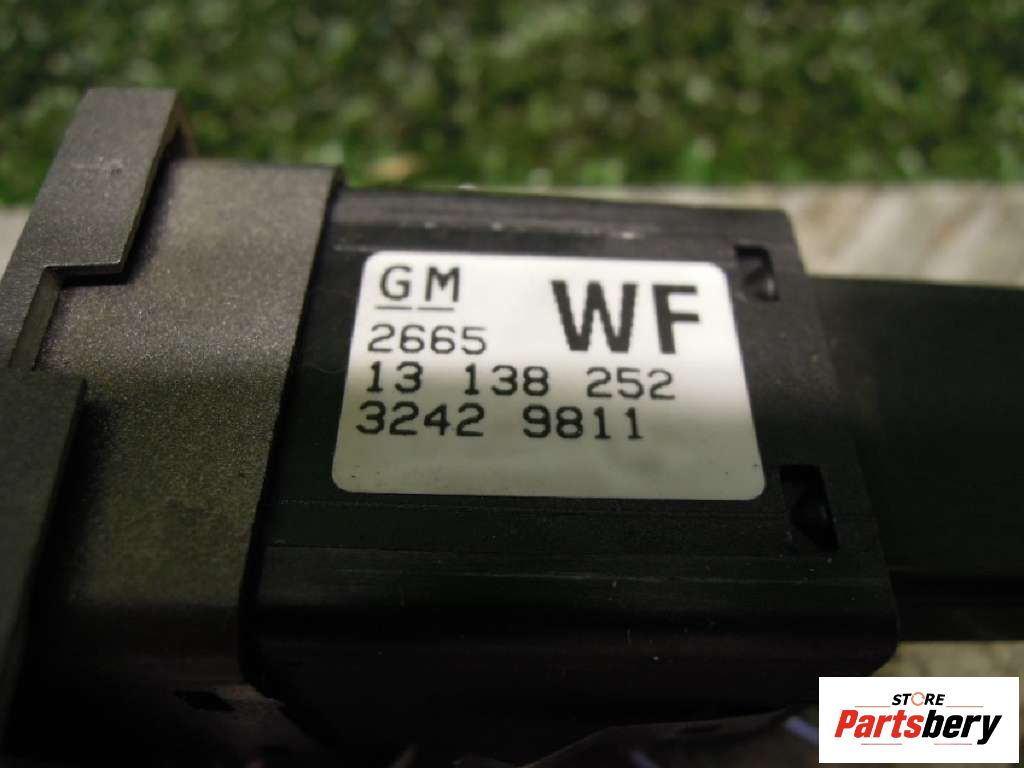 GM WF
2665
13 138 252
3242 9811
STORE
Partsbery